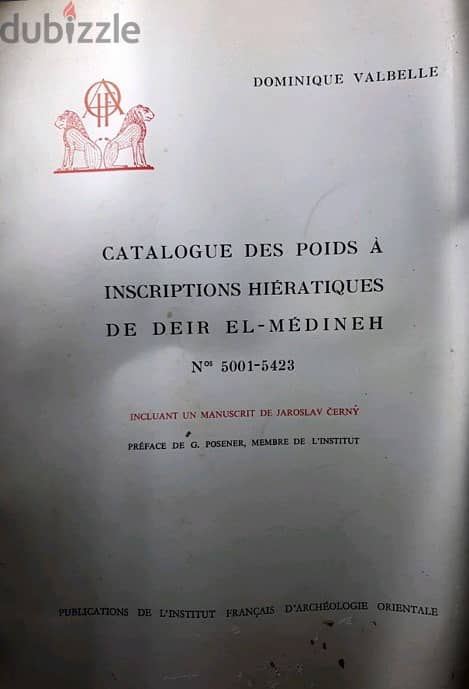 dubizzle
DOMINIQUE VALBELLE
CATALOGUE DES POIDS À
INSCRIPTIONS HIÉRATIQUES
DE DEIR EL-MÉDINEH
Nos 5001-5423
INCLUANT UN MANUSCRIT DE JAROSLAV ČERNÝ
PRÉFACE DE G. POSENER, MEMBRE DE L'INSTITUT
PUBLICATIONS DE L'INSTITUT FRANÇAIS D'ARCHÉOLOGIE ORIENTALE